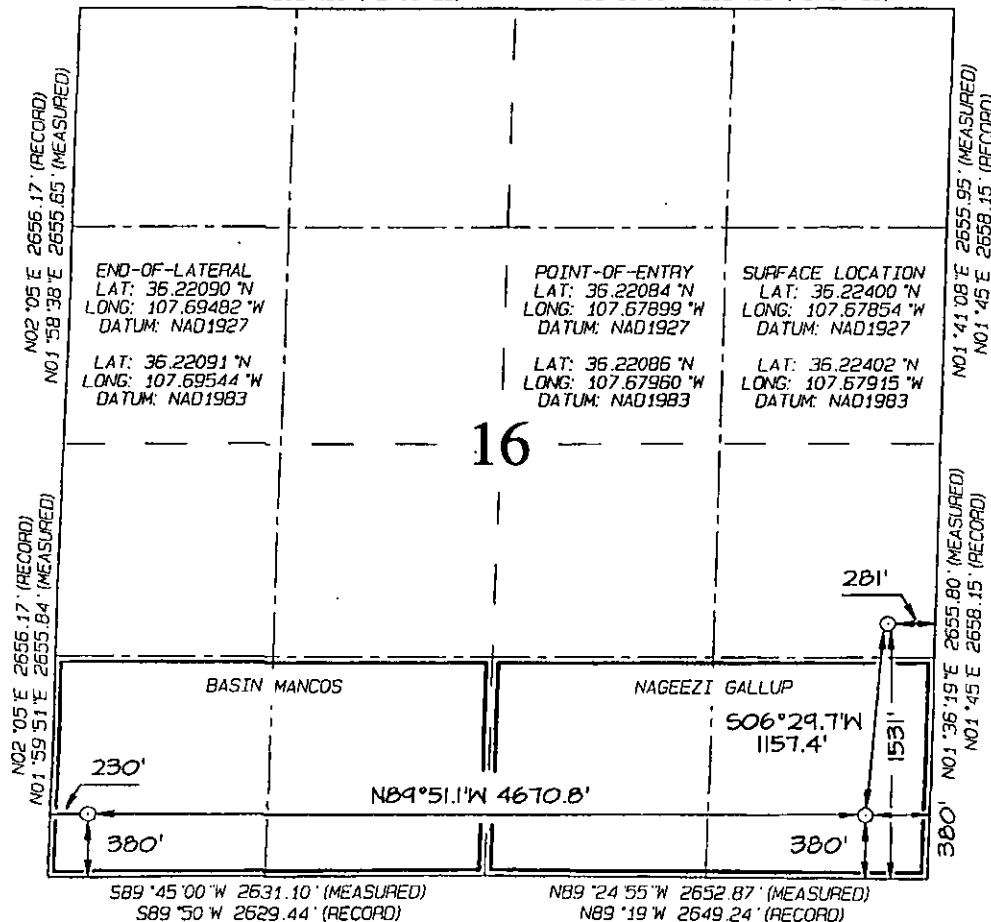 N02 °05'E 2656.17' (RECORD)
N01 °58'38"E 2655.65' (MEASURED)
N01 °41'08"E 2655.95' (MEASURED)
N01 °45'E 2658.15' (RECORD)
END-OF-LATERAL
LAT: 36.22090 °N
LONG: 107.69482 °W
DATUM: NAD1927
LAT: 36.22091 °N
LONG: 107.69544 °W
DATUM: NAD1983
POINT-OF-ENTRY
LAT: 36.22084 °N
LONG: 107.67899 °W
DATUM: NAD1927
LAT: 36.22086 °N
LONG: 107.67960 °W
DATUM: NAD1983
SURFACE LOCATION
LAT: 36.22400 °N
LONG: 107.67854 °W
DATUM: NAD1927
LAT: 36.22402 °N
LONG: 107.67915 °W
DATUM: NAD1983
16
N02 °05'E 2656.17' (RECORD)
N01 °59'51"E 2655.84' (MEASURED)
N01 °36'19"E 2655.80' (MEASURED)
N01 °45'E 2658.15' (RECORD)
281'
BASIN MANCOS
NAGEEZI GALLUP
S06°29.7'W
1157.4'
1531'
230'
N89°51.1'W 4670.8'
380'
380'
380'
S89 °45'00"W 2631.10' (MEASURED)
S89 °50'W 2629.44' (RECORD)
N89 °24'55"W 2652.87' (MEASURED)
N89 °19'W 2649.24' (RECORD)